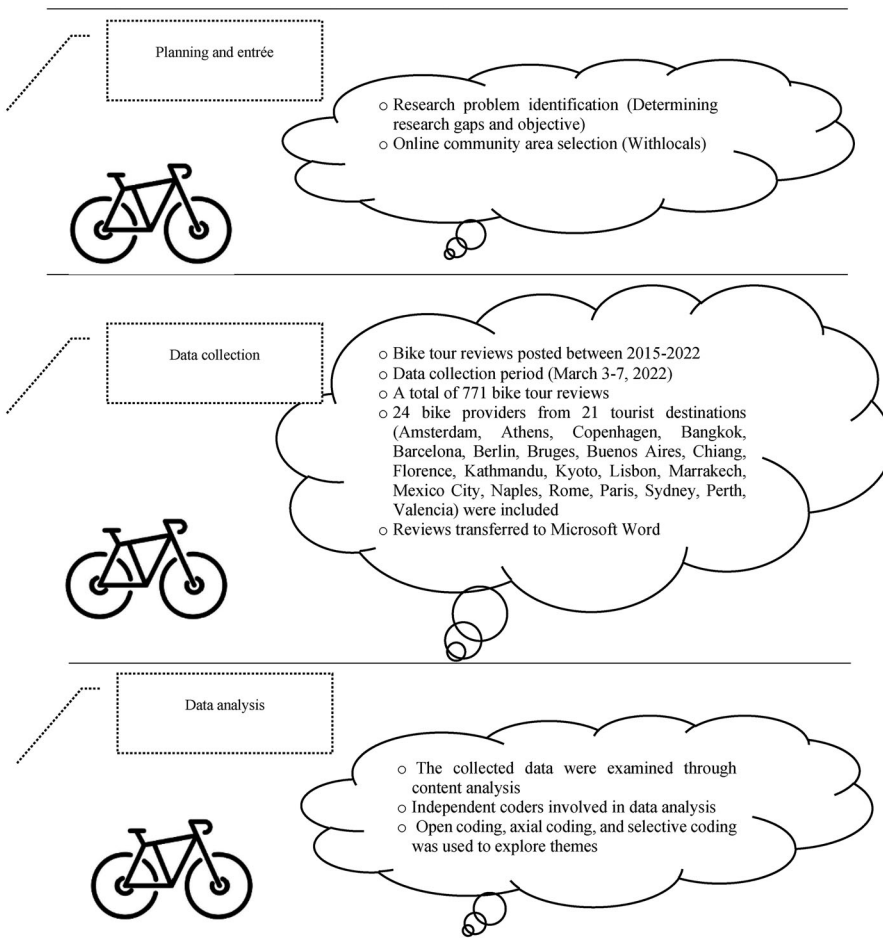 Planning and entrée
o Research problem identification (Determining
research gaps and objective)
o Online community area selection (Withlocals)
Data collection
o Bike tour reviews posted between 2015-2022
o Data collection period (March 3-7, 2022)
o A total of 771 bike tour reviews
o 24 bike providers from 21 tourist destinations
(Amsterdam, Athens, Copenhagen, Bangkok,
Barcelona, Berlin, Bruges, Buenos Aires, Chiang,
Florence, Kathmandu, Kyoto, Lisbon, Marrakech,
Mexico City, Naples, Rome, Paris, Sydney, Perth,
Valencia) were included
o Reviews transferred to Microsoft Word
Data analysis
o The collected data were examined through
content analysis
o Independent coders involved in data analysis
o Open coding, axial coding, and selective coding
was used to explore themes